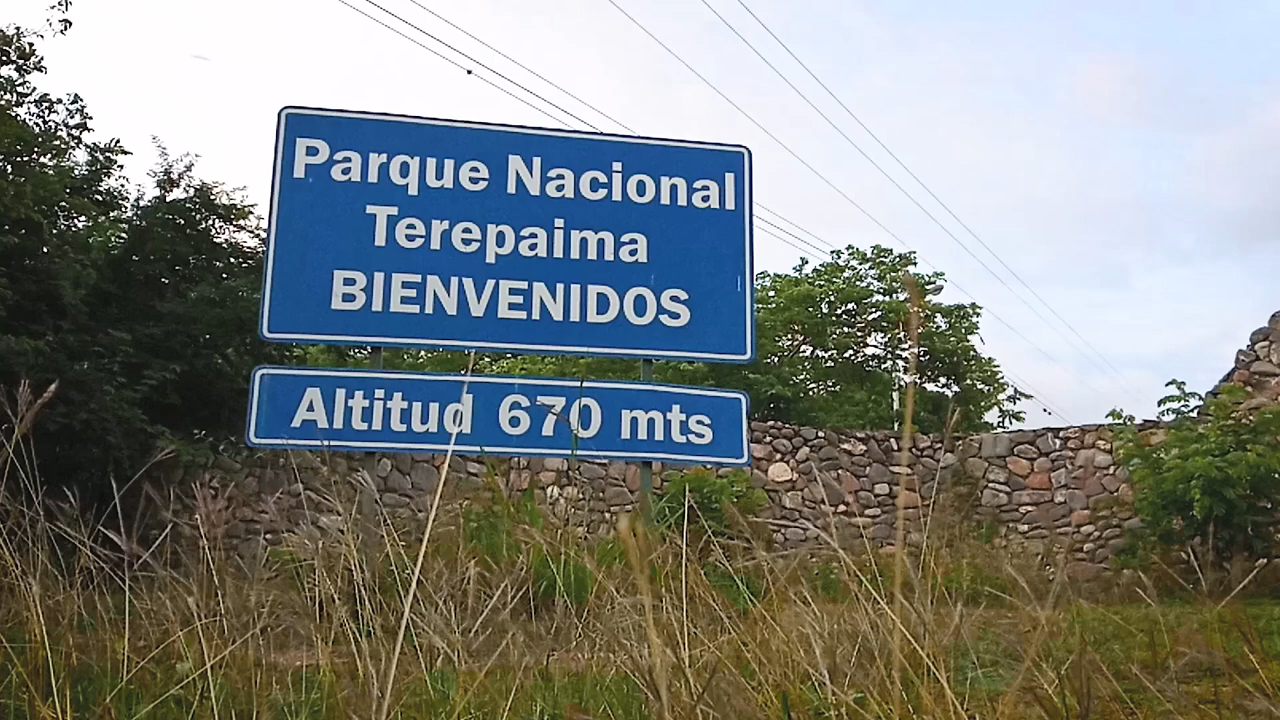 Parque Nacional
Terepaima
BIENVENIDOS
Altitud 670 mts